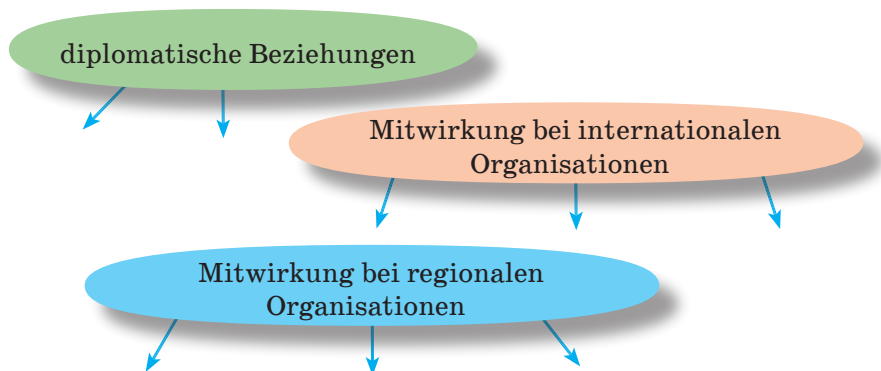 diplomatische Beziehungen
Mitwirkung bei internationalen
Organisationen
Mitwirkung bei regionalen
Organisationen